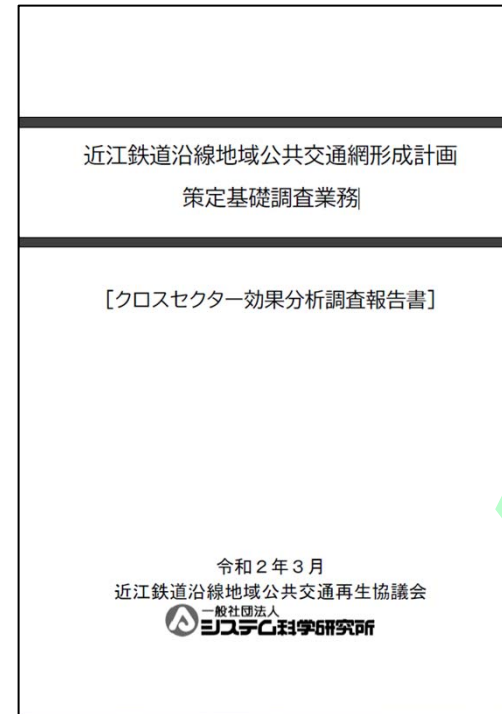 近江鉄道沿線地域公共交通網形成計画
策定基礎調査業務
[クロスセクター効果分析調査報告書]
令和2年3月
近江鉄道沿線地域公共交通再生協議会
一般社団法人
システム科学研究所